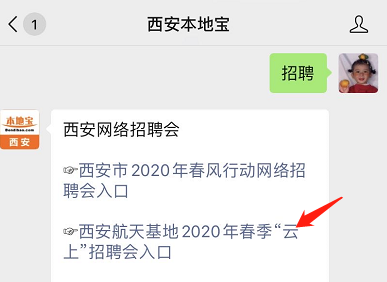 1
西安本地宝
招聘
本地宝
Bendibao.com
西安
西安网络招聘会
☞西安市2020年春风行动网络招
聘会入口
☞西安航天基地2020年春季“云
上”招聘会入口